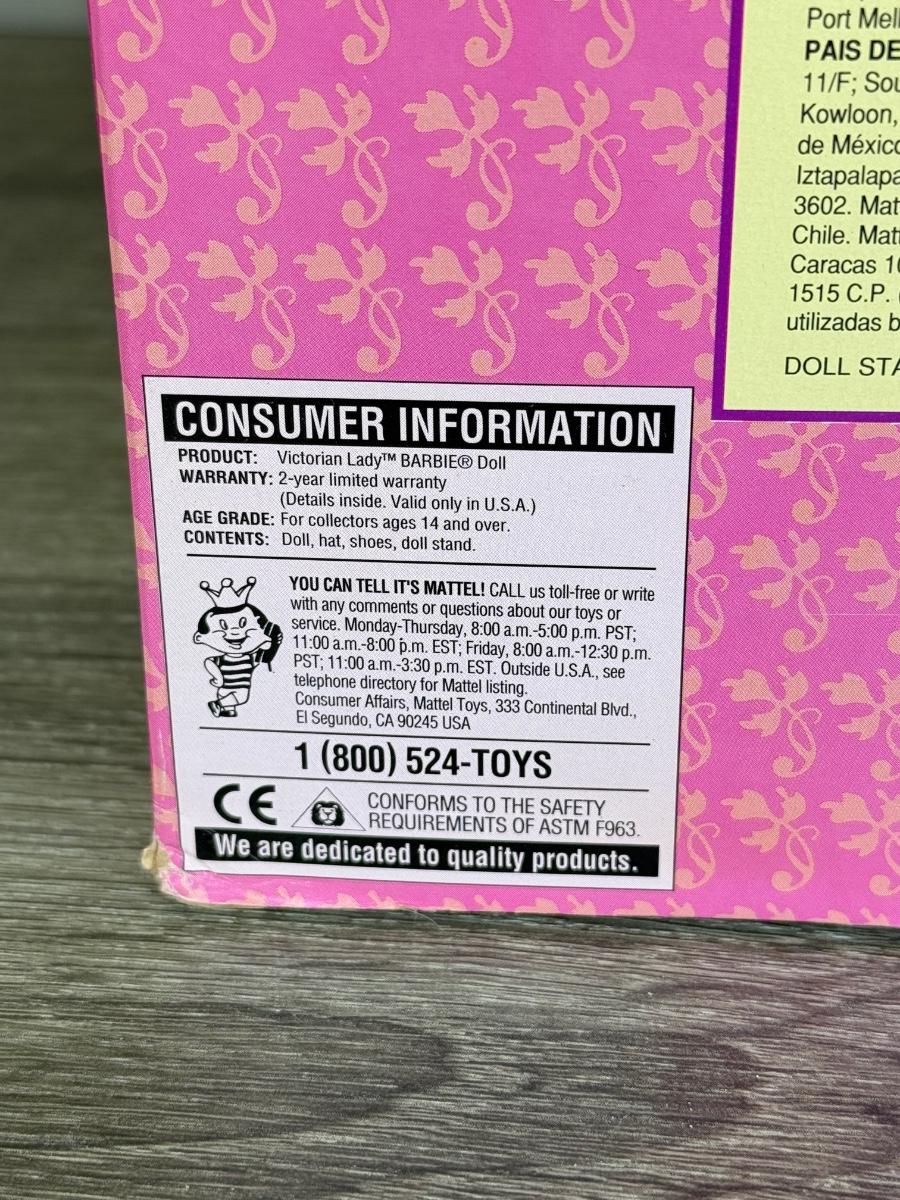 Port Mel
PAIS DE
11/F; Sou
Kowloon,
de México
Iztapalapa
3602. Mat
Chile. Matt
Caracas 10
1515 C.P.
utilizadas b
DOLL STA
CONSUMER INFORMATION
PRODUCT: Victorian Lady™ BARBIE® Doll
WARRANTY: 2-year limited warranty
(Details inside. Valid only in U.S.A.)
AGE GRADE: For collectors ages 14 and over.
CONTENTS: Doll, hat, shoes, doll stand.
YOU CAN TELL IT'S MATTEL! CALL us toll-free or write
with any comments or questions about our toys or
service. Monday-Thursday, 8:00 a.m.-5:00 p.m. PST;
11:00 a.m.-8:00 p.m. EST; Friday, 8:00 a.m.-12:30 p.m.
PST; 11:00 a.m.-3:30 p.m. EST. Outside U.S.A., see
telephone directory for Mattel listing.
Consumer Affairs, Mattel Toys, 333 Continental Blvd.,
El Segundo, CA 90245 USA
1 (800) 524-TOYS
CE
CONFORMS TO THE SAFETY
REQUIREMENTS OF ASTM F963.
We are dedicated to quality products.